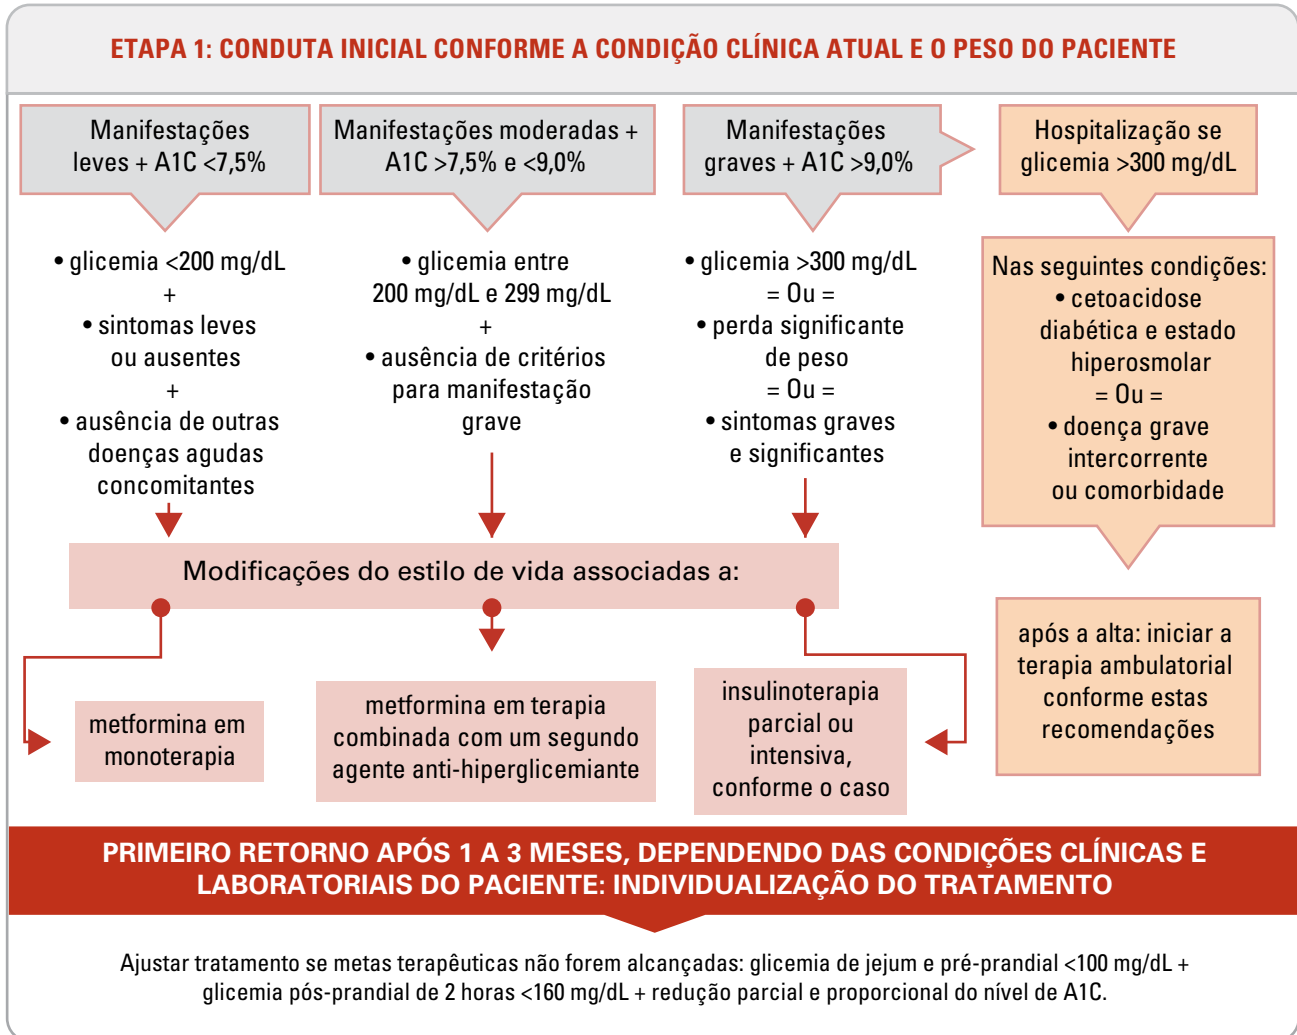 ETAPA 1: CONDUTA INICIAL CONFORME A CONDIÇÃO CLÍNICA ATUAL E O PESO DO PACIENTE
Manifestações
leves + A1C <7,5%
• glicemia <200 mg/dL
+
• sintomas leves
ou ausentes
+
• ausência de outras
doenças agudas
concomitantes
Manifestações moderadas +
A1C >7,5% e <9,0%
• glicemia entre
200 mg/dL e 299 mg/dL
+
• ausência de critérios
para manifestação
grave
Manifestações
graves + A1C >9,0%
• glicemia >300 mg/dL
= Ou =
• perda significante
de peso
= Ou =
• sintomas graves
e significantes
Hospitalização se
glicemia >300 mg/dL
Nas seguintes condições:
• cetoacidose
diabética e estado
hiperosmolar
= Ou =
• doença grave
intercorrente
ou comorbidade
após a alta: iniciar a
terapia ambulatorial
conforme estas
recomendações
Modificações do estilo de vida associadas a:
metformina em
monoterapia
metformina em terapia
combinada com um segundo
agente anti-hiperglicemiante
insulinoterapia
parcial ou
intensiva,
conforme o caso
PRIMEIRO RETORNO APÓS 1 A 3 MESES, DEPENDENDO DAS CONDIÇÕES CLÍNICAS E
LABORATORIAIS DO PACIENTE: INDIVIDUALIZAÇÃO DO TRATAMENTO
Ajustar tratamento se metas terapêuticas não forem alcançadas: glicemia de jejum e pré-prandial <100 mg/dL +
glicemia pós-prandial de 2 horas <160 mg/dL + redução parcial e proporcional do nível de A1C.